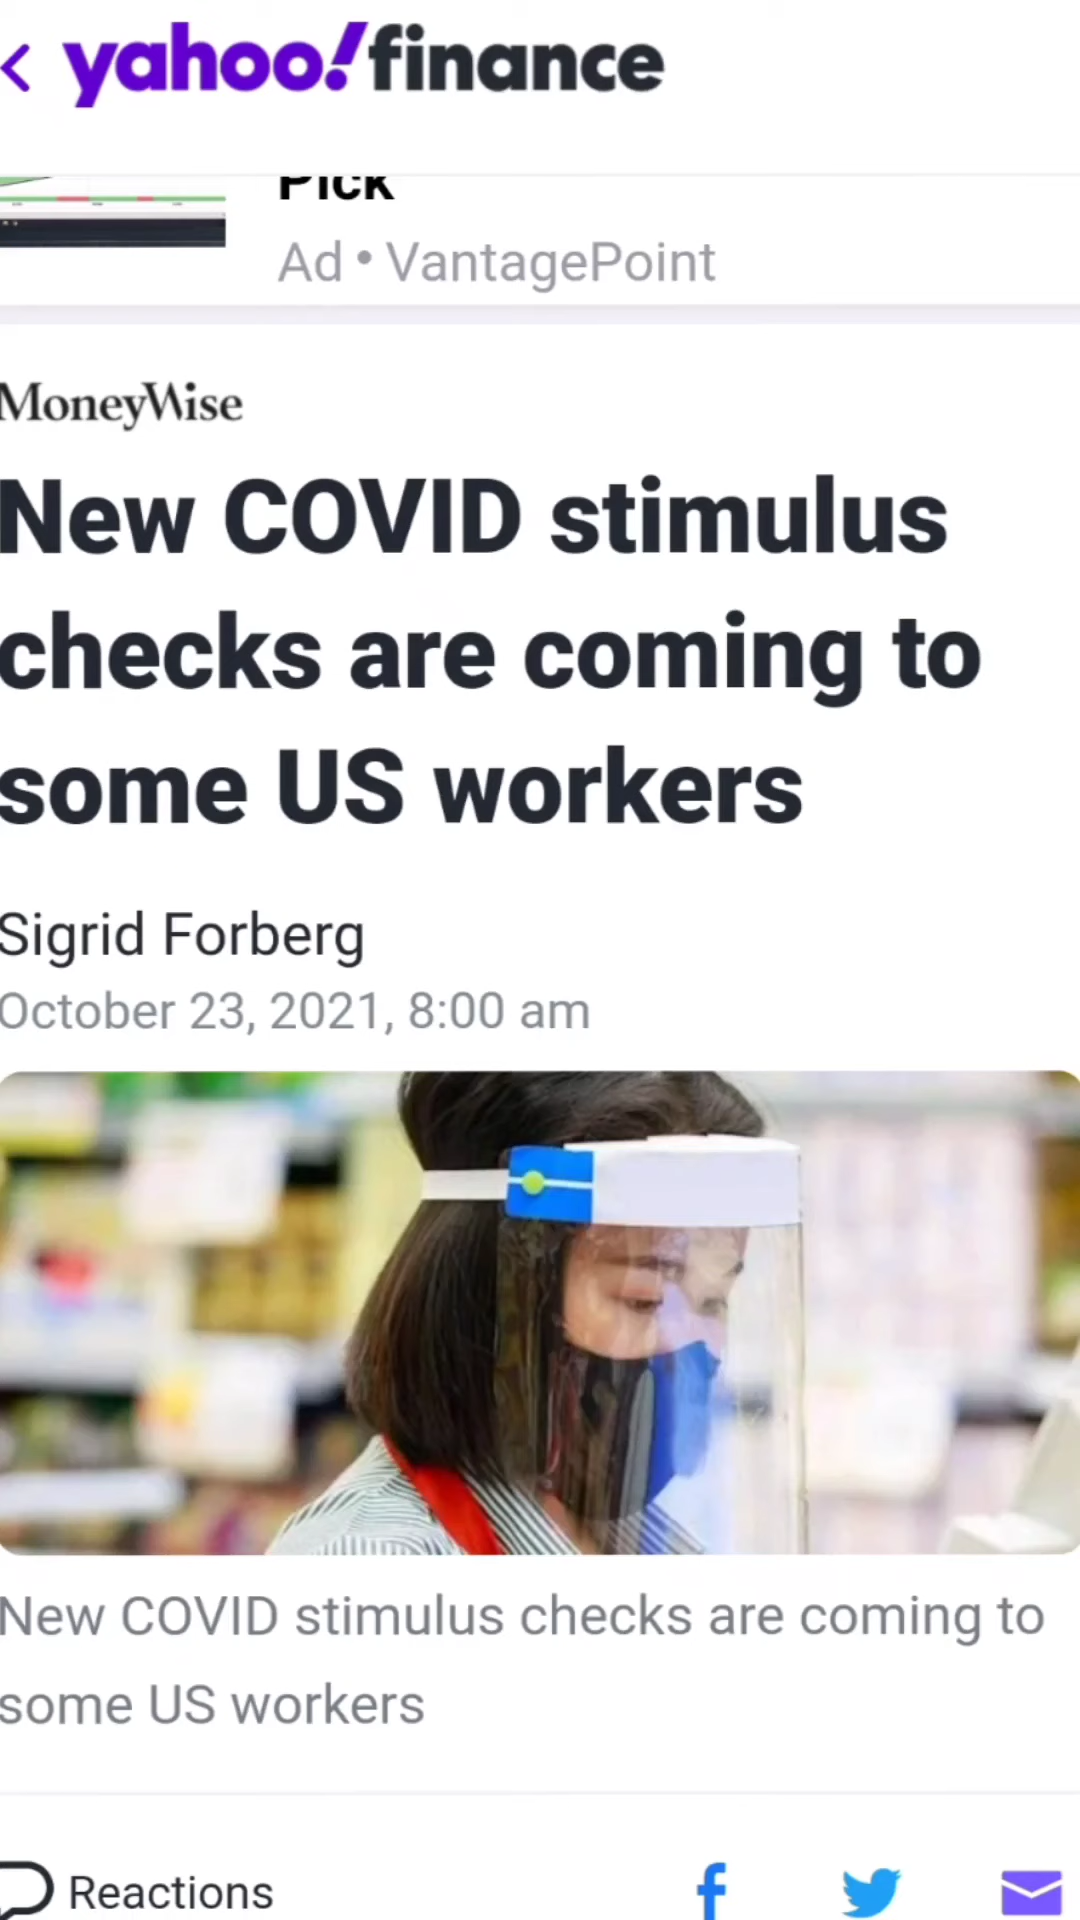 yahoo!finance
Pick
Ad • VantagePoint
MoneyWise
New COVID stimulus
checks are coming to
some US workers
Sigrid Forberg
October 23, 2021, 8:00 am
New COVID stimulus checks are coming to
some US workers
Reactions